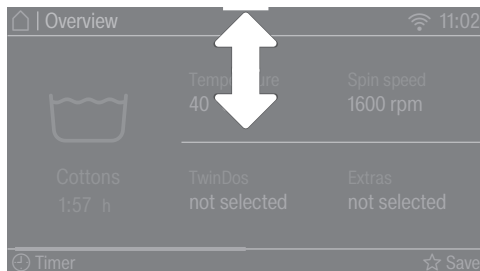 | Overview 11:02
Temperature Spin speed
40 1600 rpm
Cottons
1:57 h
TwinDos Extras
not selected not selected
Timer Save